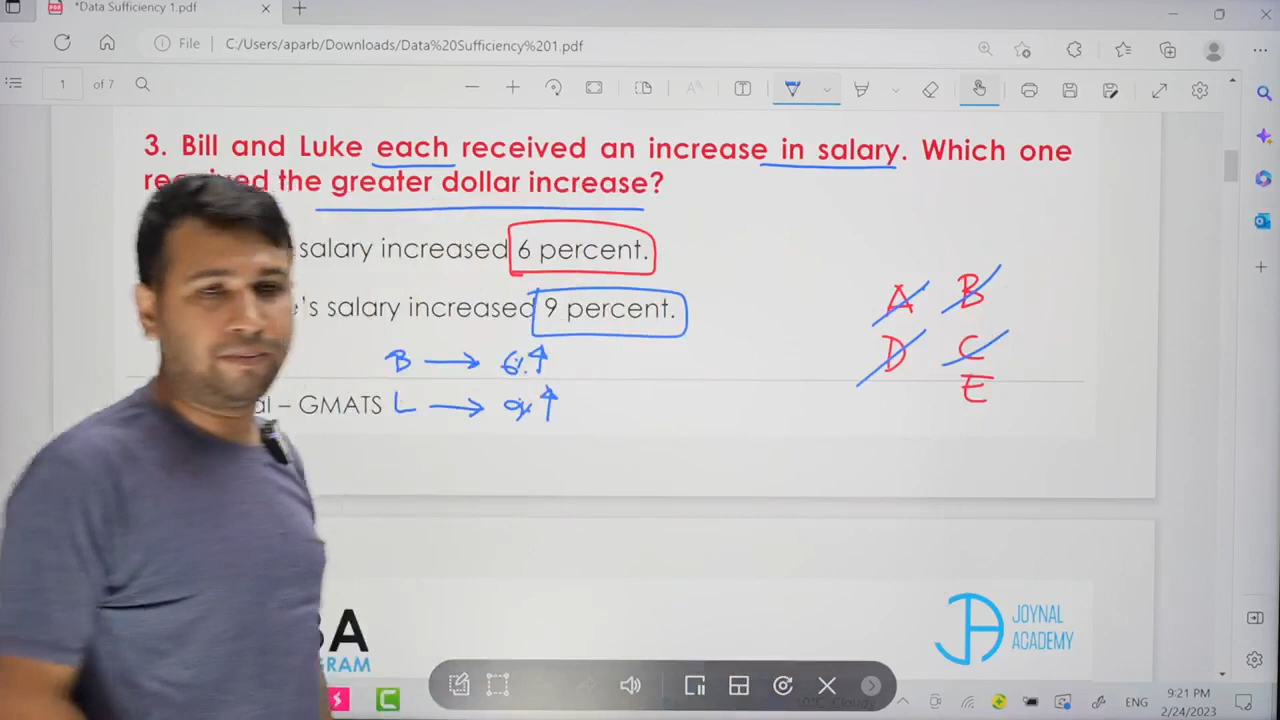 *Data Sufficiency 1.pdf
File C:/Users/aparb/Downloads/Data%20Sufficiency%201.pdf
1 of 7
3. Bill and Luke each received an increase in salary. Which one
the greater dollar increase?
salary increased 6 percent.
's salary increased 9 percent.
A B
B → 6% ↑
D C
E
– GMATS L → 9% ↑
JOYNAL
ACADEMY
ENG
9:21 PM
2/24/2023